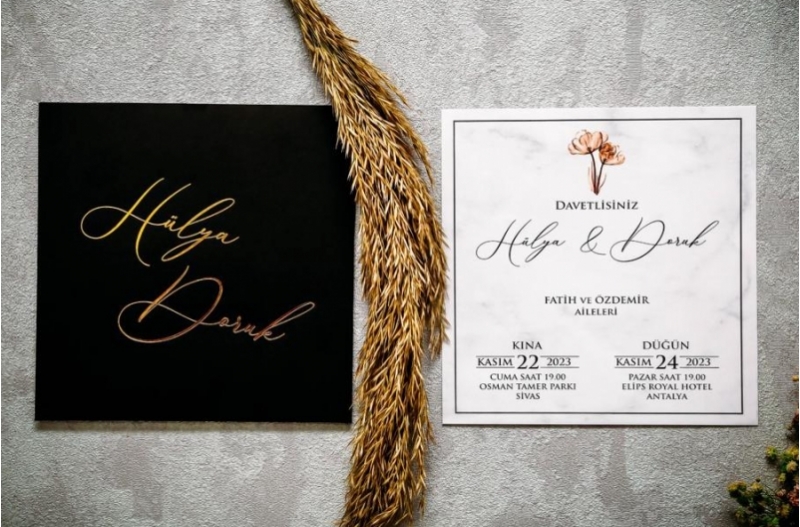 Hülya
Doruk
DAVETLİSİNİZ
Hülya & Doruk
FATİH VE ÖZDEMİR
AİLELERİ
KINA
KASIM 22 2023
CUMA SAAT 19.00
OSMAN TAMER PARKI
SİVAS
DÜĞÜN
KASIM 24 2023
PAZAR SAAT 19.00
ELİPS ROYAL HOTEL
ANTALYA